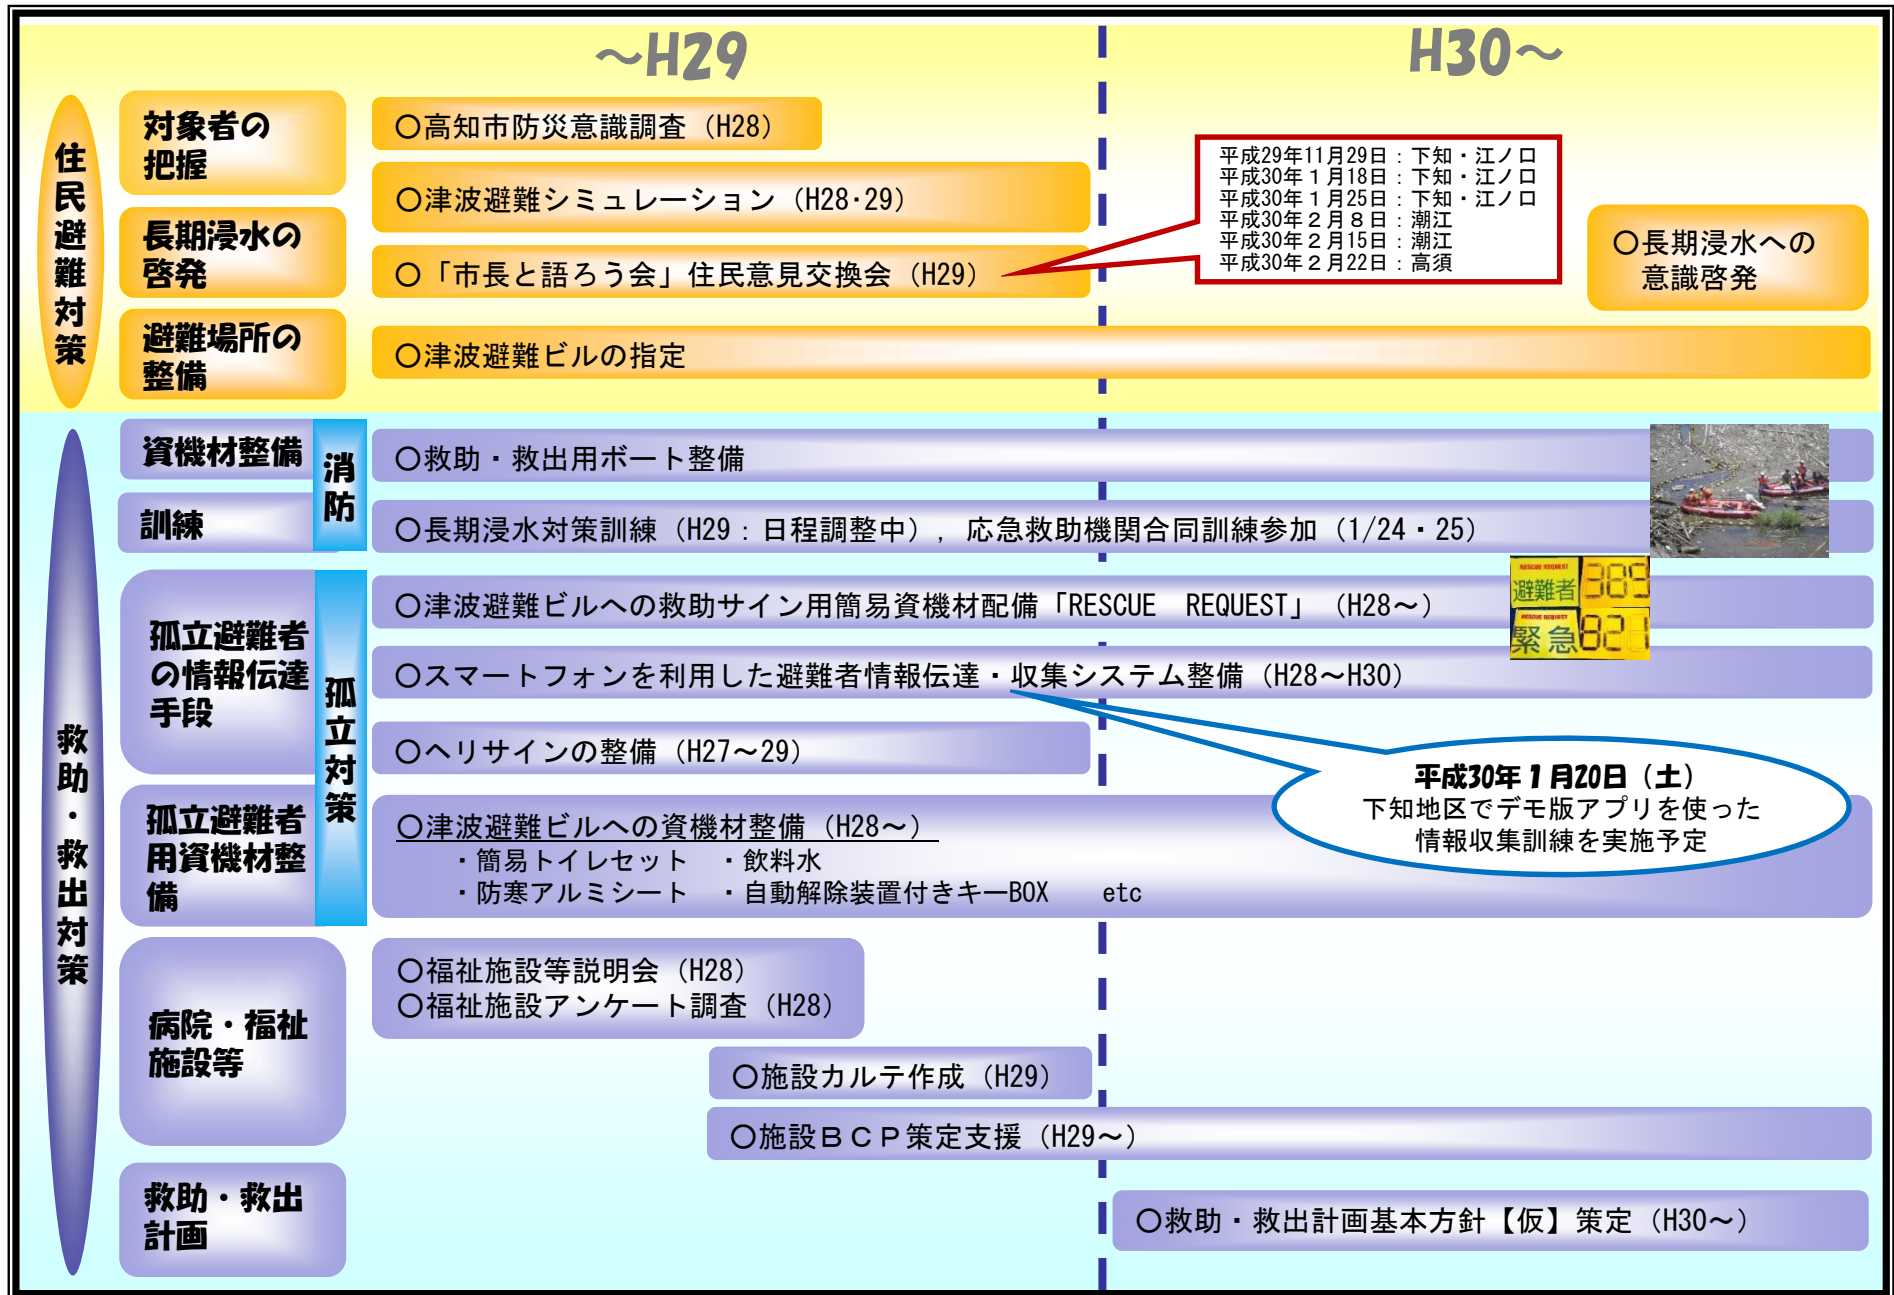 ～H29
H30～
住民避難対策
対象者の
把握
〇高知市防災意識調査（H28）
〇津波避難シミュレーション（H28・29）
長期浸水の
啓発
〇「市長と語ろう会」住民意見交換会（H29）
平成29年11月29日：下知・江ノ口
平成30年１月18日：下知・江ノ口
平成30年１月25日：下知・江ノ口
平成30年２月８日：潮江
平成30年２月15日：潮江
平成30年２月22日：高須
〇長期浸水への
意識啓発
避難場所の
整備
〇津波避難ビルの指定
救助・救出対策
資機材整備
消防
〇救助・救出用ボート整備
訓練
〇長期浸水対策訓練（H29：日程調整中），応急救助機関合同訓練参加（1/24・25）
孤立避難者
の情報伝達
手段
孤立対策
〇津波避難ビルへの救助サイン用簡易資機材配備「RESCUE　REQUEST」（H28～）
RESCUE REQUEST
避難者 389
RESCUE REQUEST
緊急 821
〇スマートフォンを利用した避難者情報伝達・収集システム整備（H28～H30）
〇ヘリサインの整備（H27～29）
平成30年１月20日（土）
下知地区でデモ版アプリを使った
情報収集訓練を実施予定
孤立避難者
用資機材整
備
〇津波避難ビルへの資機材整備（H28～）
・簡易トイレセット　・飲料水
・防寒アルミシート　・自動解除装置付きキーBOX　　etc
病院・福祉
施設等
〇福祉施設等説明会（H28）
〇福祉施設アンケート調査（H28）
〇施設カルテ作成（H29）
〇施設ＢＣＰ策定支援（H29～）
救助・救出
計画
〇救助・救出計画基本方針【仮】策定（H30～）